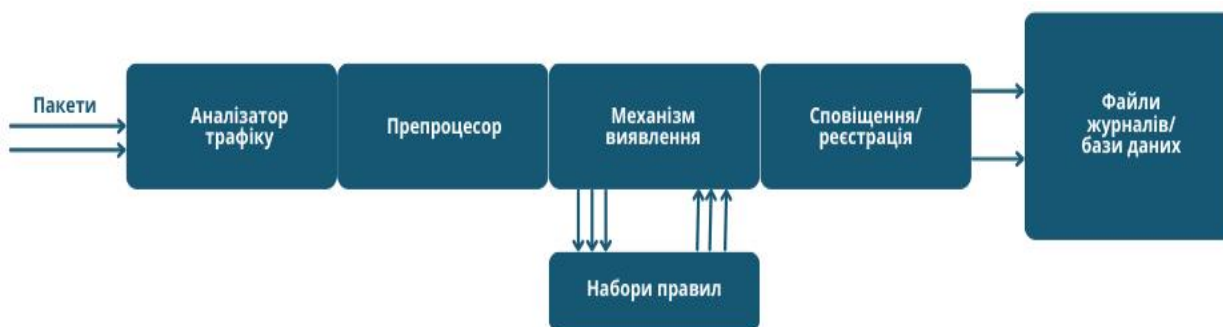 Пакети
Аналізатор
трафіку
Препроцесор
Механізм
виявлення
Сповіщення/
реєстрація
Файли
журналів/
бази даних
Набори правил